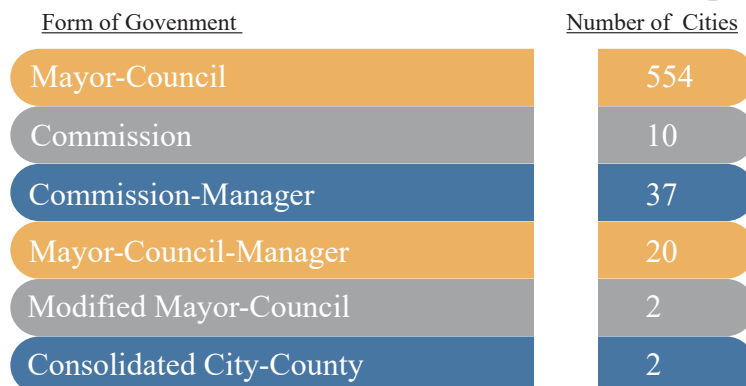 Form of Govenment Number of Cities
Mayor-Council 554
Commission 10
Commission-Manager 37
Mayor-Council-Manager 20
Modified Mayor-Council 2
Consolidated City-County 2